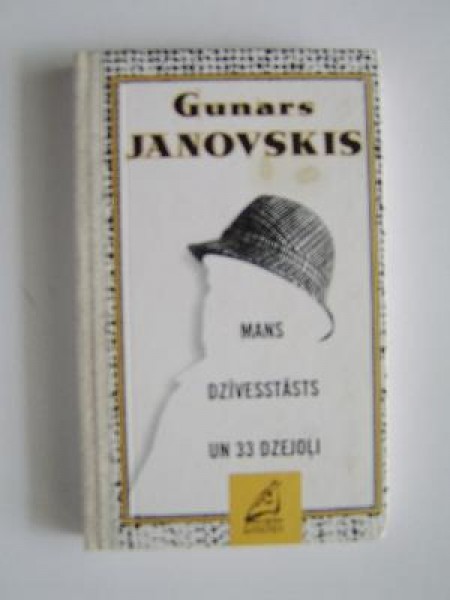 Gunars
JANOVSKIS
MANS
DZĪVESSTĀSTS
UN 33 DZEJOĻI